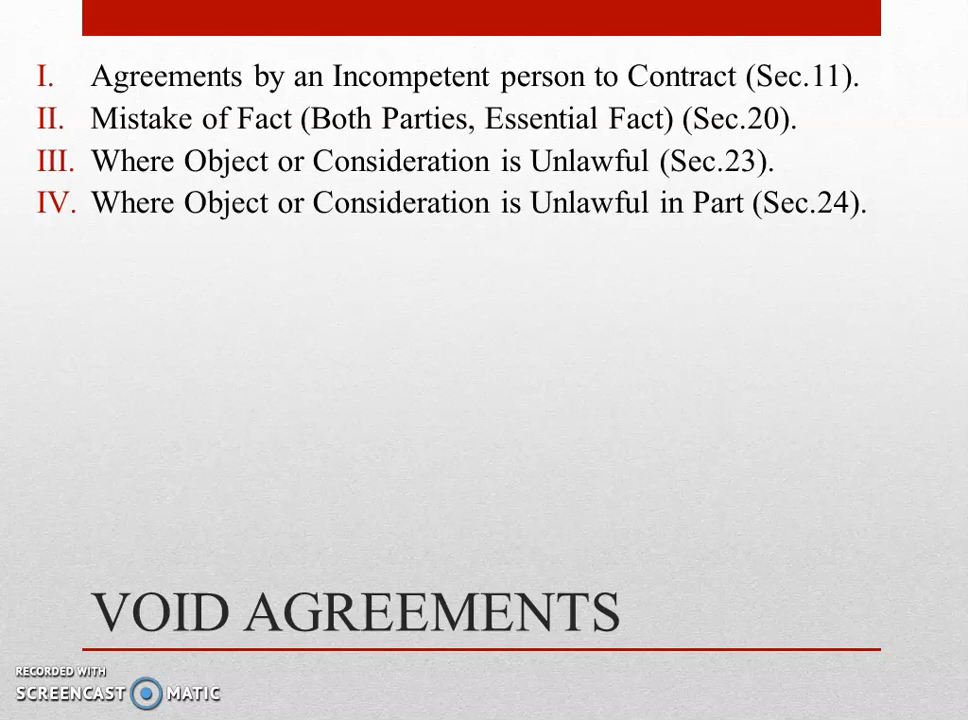 I. Agreements by an Incompetent person to Contract (Sec.11).
II. Mistake of Fact (Both Parties, Essential Fact) (Sec.20).
III. Where Object or Consideration is Unlawful (Sec.23).
IV. Where Object or Consideration is Unlawful in Part (Sec.24).
VOID AGREEMENTS
RECORDED WITH
SCREENCAST MATIC